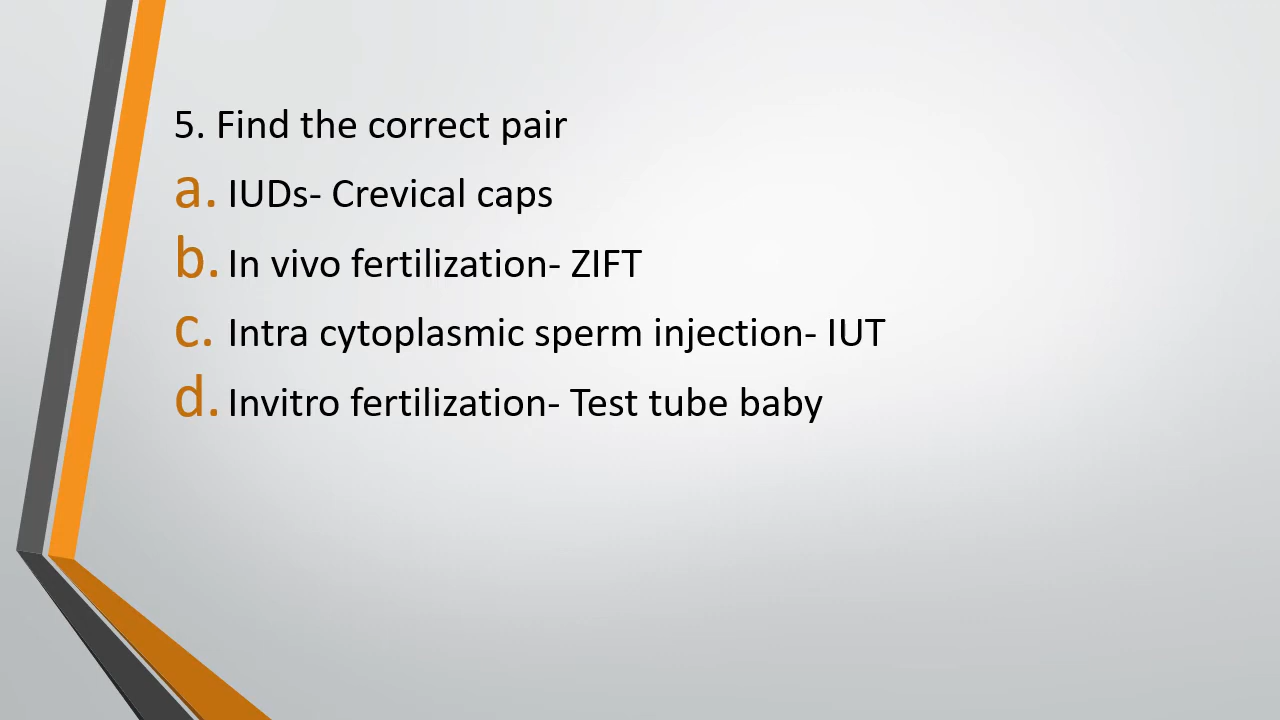 5. Find the correct pair
a. IUDs- Crevical caps
b. In vivo fertilization- ZIFT
c. Intra cytoplasmic sperm injection- IUT
d. Invitro fertilization- Test tube baby